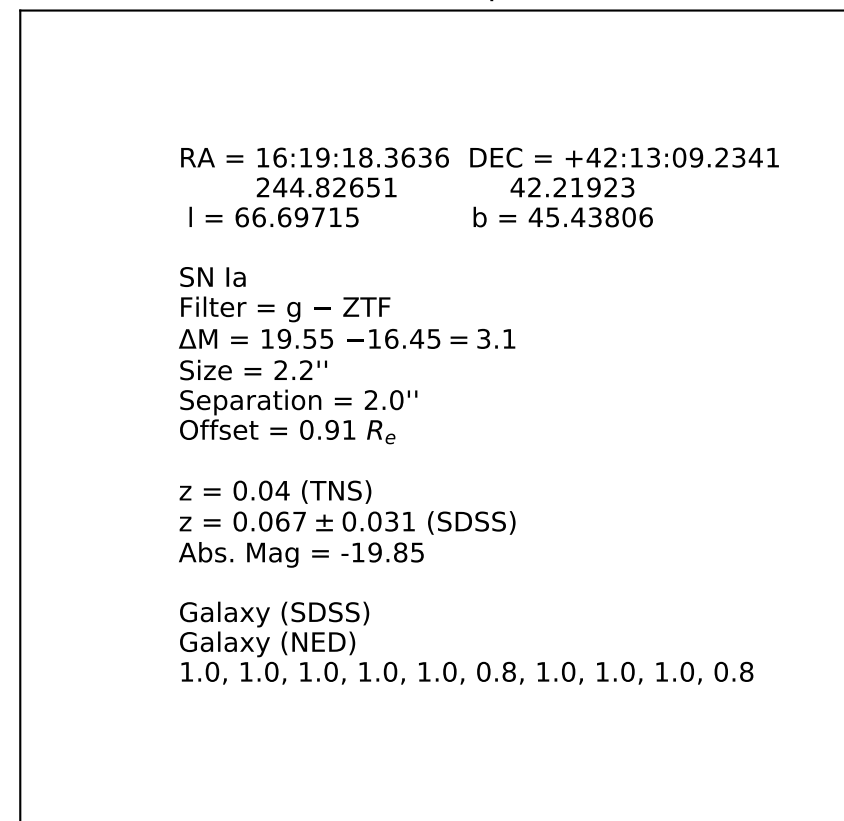 RA = 16:19:18.3636 DEC = +42:13:09.2341
244.82651 42.21923
l = 66.69715 b = 45.43806
SN Ia
Filter = g − ZTF
ΔM = 19.55 −16.45 = 3.1
Size = 2.2''
Separation = 2.0''
Offset = 0.91 Re
z = 0.04 (TNS)
z = 0.067 ± 0.031 (SDSS)
Abs. Mag = -19.85
Galaxy (SDSS)
Galaxy (NED)
1.0, 1.0, 1.0, 1.0, 1.0, 0.8, 1.0, 1.0, 1.0, 0.8